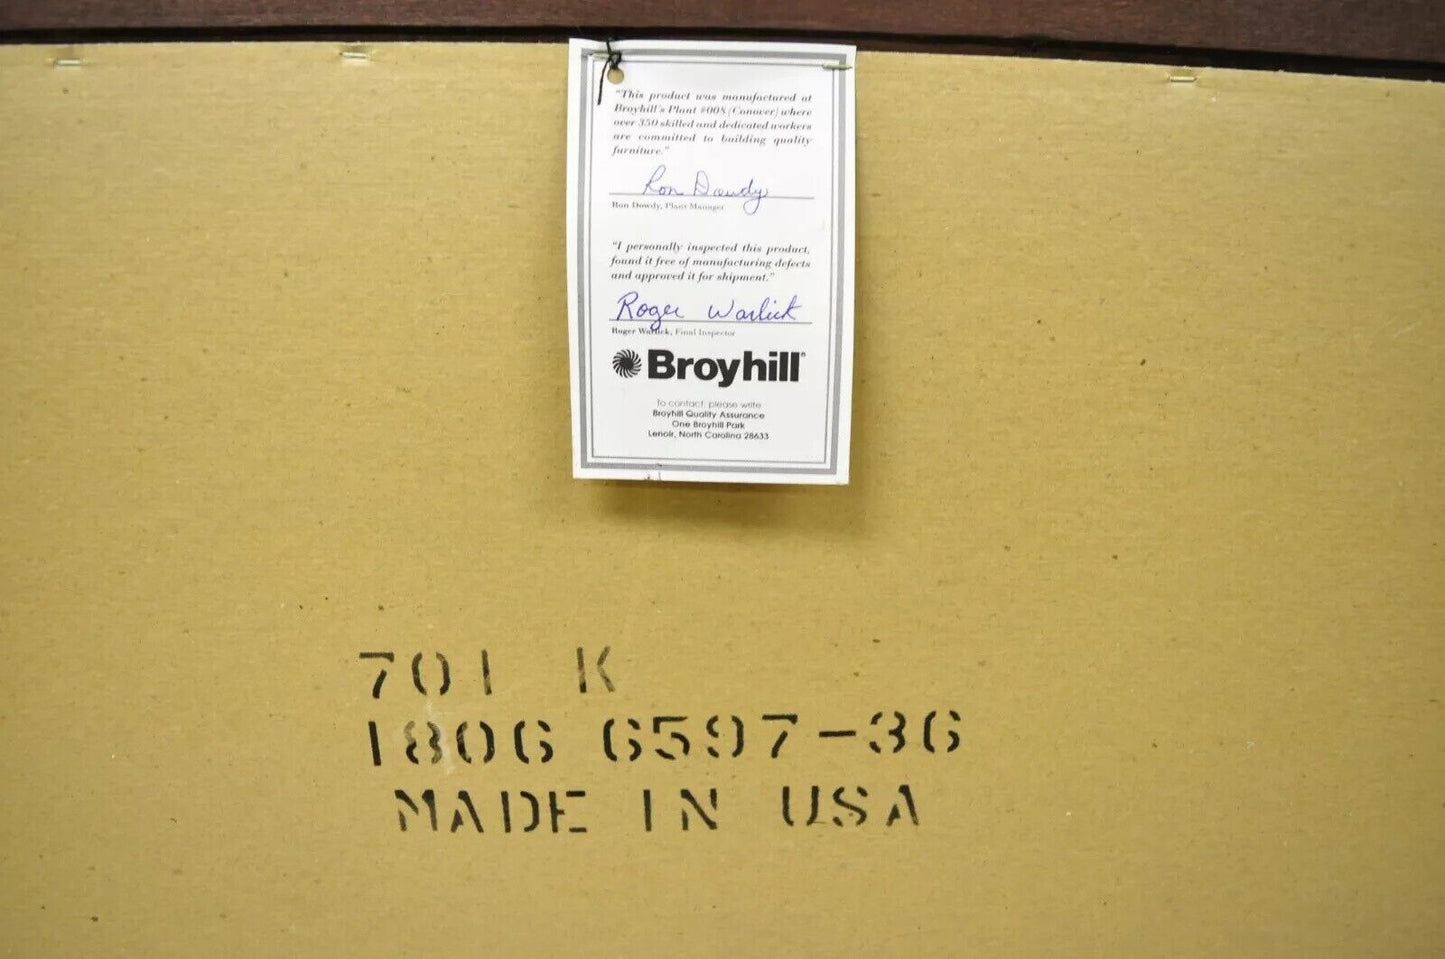 "This product was manufactured at
Broyhill's Plant #008 (Conover) where
over 350 skilled and dedicated workers
are committed to building quality
furniture."
Ron Dowdy
Ron Dowdy, Plant Manager
"I personally inspected this product,
found it free of manufacturing defects
and approved it for shipment."
Roger Warlick
Roger Warlick, Final Inspector
Broyhill®
To contact, please write
Broyhill Quality Assurance
One Broyhill Park
Lenoir, North Carolina 28633
701 K
1806 6597-36
MADE IN USA